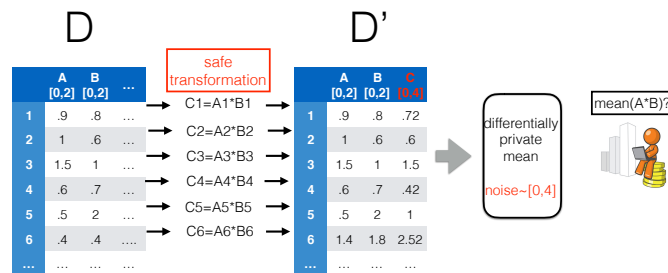 D
D'
safe
transformation
A B …
[0,2] [0,2]
1 .9 .8 …
2 1 .6 …
3 1.5 1 …
4 .6 .7 …
5 .5 2 …
6 .4 .4 ….
… … …
C1=A1*B1
C2=A2*B2
C3=A3*B3
C4=A4*B4
C5=A5*B5
C6=A6*B6
A B C
[0,2] [0,2] [0,4]
1 .9 .8 .72
2 1 .6 .6
3 1.5 1 1.5
4 .6 .7 .42
5 .5 2 1
6 1.4 1.8 2.52
… … … …
differentially
private
mean
noise~[0,4]
mean(A*B)?